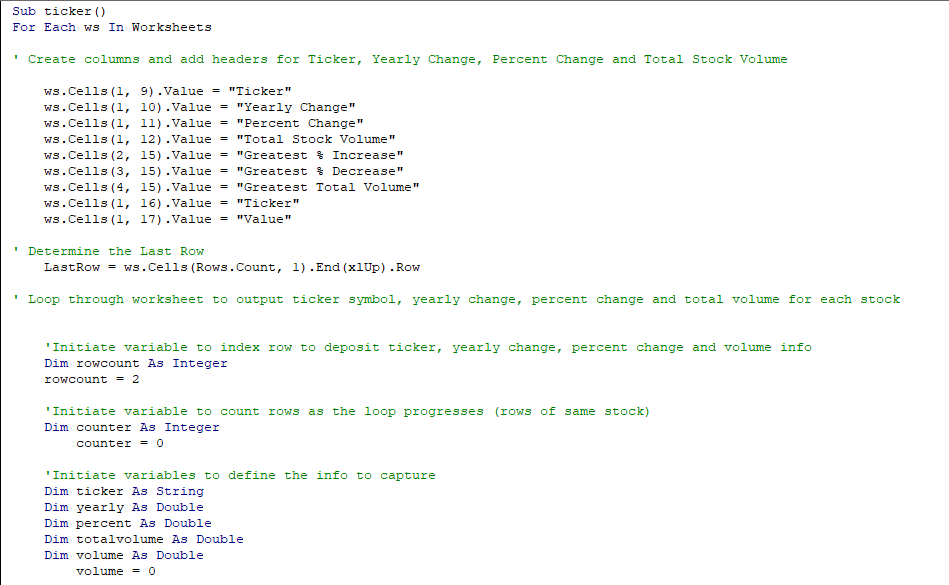 Sub ticker()
For Each ws In Worksheets
' Create columns and add headers for Ticker, Yearly Change, Percent Change and Total Stock Volume
ws.Cells(1, 9).Value = "Ticker"
ws.Cells(1, 10).Value = "Yearly Change"
ws.Cells(1, 11).Value = "Percent Change"
ws.Cells(1, 12).Value = "Total Stock Volume"
ws.Cells(2, 15).Value = "Greatest % Increase"
ws.Cells(3, 15).Value = "Greatest % Decrease"
ws.Cells(4, 15).Value = "Greatest Total Volume"
ws.Cells(1, 16).Value = "Ticker"
ws.Cells(1, 17).Value = "Value"
' Determine the Last Row
LastRow = ws.Cells(Rows.Count, 1).End(xlUp).Row
' Loop through worksheet to output ticker symbol, yearly change, percent change and total volume for each stock
'Initiate variable to index row to deposit ticker, yearly change, percent change and volume info
Dim rowcount As Integer
rowcount = 2
'Initiate variable to count rows as the loop progresses (rows of same stock)
Dim counter As Integer
counter = 0
'Initiate variables to define the info to capture
Dim ticker As String
Dim yearly As Double
Dim percent As Double
Dim totalvolume As Double
Dim volume As Double
volume = 0